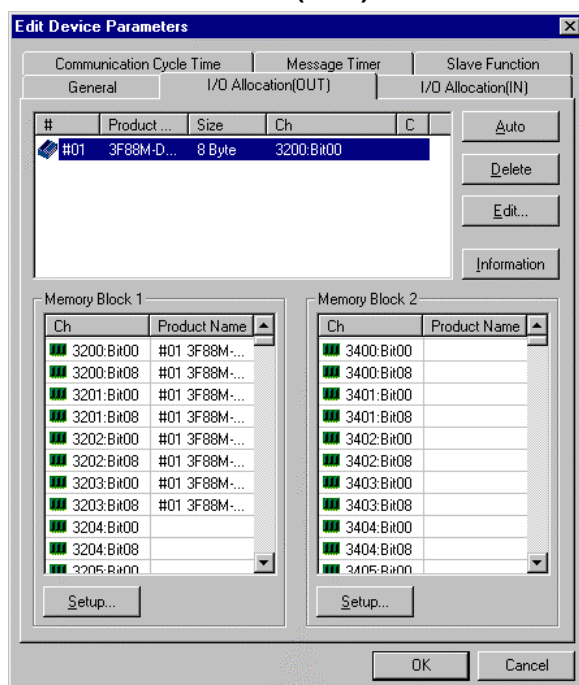 Edit Device Parameters
Communication Cycle Time Message Timer Slave Function
General I/O Allocation(OUT) I/O Allocation(IN)
# Product ... Size Ch C
#01 3F88M-D... 8 Byte 3200:Bit00
Auto
Delete
Edit...
Information
Memory Block 1
Ch Product Name
3200:Bit00 #01 3F88M-...
3200:Bit08 #01 3F88M-...
3201:Bit00 #01 3F88M-...
3201:Bit08 #01 3F88M-...
3202:Bit00 #01 3F88M-...
3202:Bit08 #01 3F88M-...
3203:Bit00 #01 3F88M-...
3203:Bit08 #01 3F88M-...
3204:Bit00
3204:Bit08
3205:Bit00
Setup...
Memory Block 2
Ch Product Name
3400:Bit00
3400:Bit08
3401:Bit00
3401:Bit08
3402:Bit00
3402:Bit08
3403:Bit00
3403:Bit08
3404:Bit00
3404:Bit08
3405:Bit00
Setup...
OK Cancel